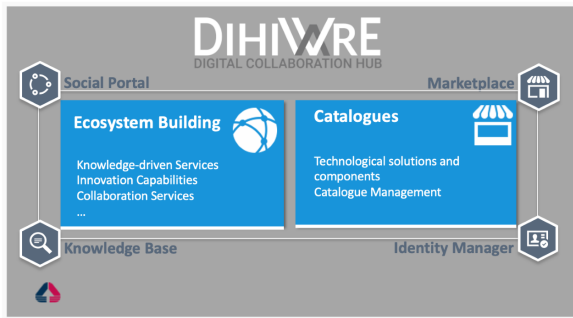 DIHIWARE
DIGITAL COLLABORATION HUB
Social Portal
Marketplace
Ecosystem Building
Knowledge-driven Services
Innovation Capabilities
Collaboration Services
...
Catalogues
Technological solutions and
components
Catalogue Management
Knowledge Base
Identity Manager